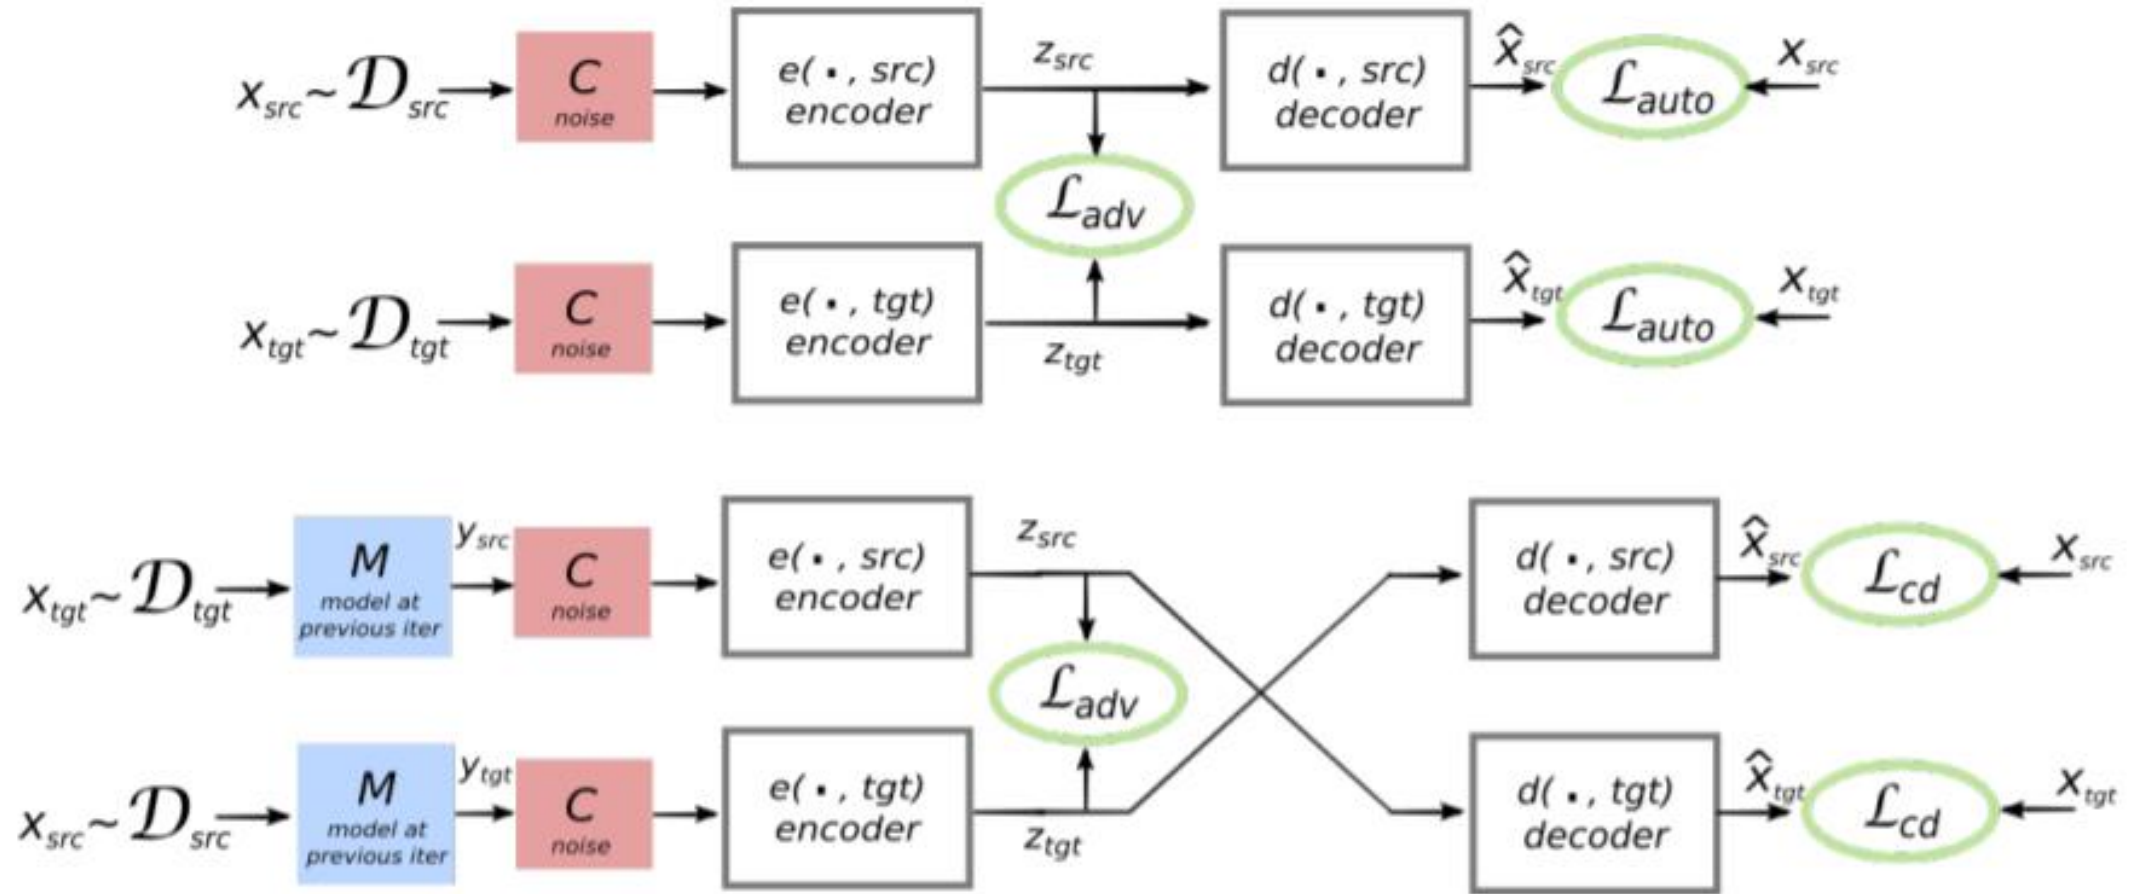 x_src ~ 𝒟_src
C
noise
e(·, src)
encoder
z_src
d(·, src)
decoder
x̂_src
ℒ_auto
x_src
ℒ_adv
x_tgt ~ 𝒟_tgt
C
noise
e(·, tgt)
encoder
z_tgt
d(·, tgt)
decoder
x̂_tgt
ℒ_auto
x_tgt
x_tgt ~ 𝒟_tgt
M
model at
previous iter
y_src
C
noise
e(·, src)
encoder
z_src
d(·, src)
decoder
x̂_src
ℒ_cd
x_src
ℒ_adv
x_src ~ 𝒟_src
M
model at
previous iter
y_tgt
C
noise
e(·, tgt)
encoder
z_tgt
d(·, tgt)
decoder
x̂_tgt
ℒ_cd
x_tgt